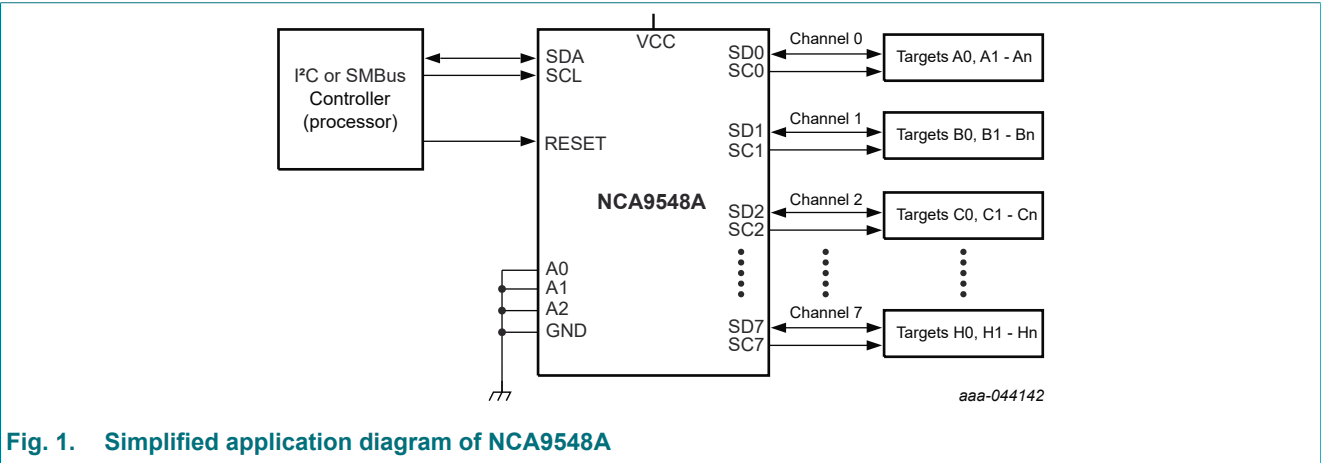 I²C or SMBus
Controller
(processor)
VCC
SDA
SCL
RESET
NCA9548A
A0
A1
A2
GND
SD0
SC0
SD1
SC1
SD2
SC2
SD7
SC7
Channel 0
Channel 1
Channel 2
Channel 7
Targets A0, A1 - An
Targets B0, B1 - Bn
Targets C0, C1 - Cn
Targets H0, H1 - Hn
aaa-044142
Fig. 1. Simplified application diagram of NCA9548A